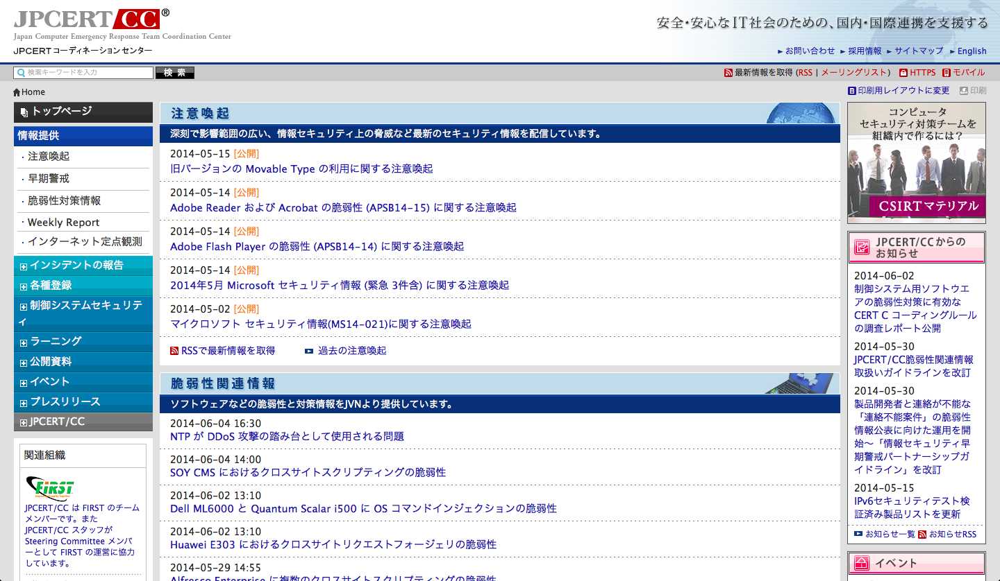 JPCERT CC®
Japan Computer Emergency Response Team Coordination Center
JPCERT コーディネーションセンター
安全・安心なIT社会のための、国内・国際連携を支援する
お問い合わせ 採用情報 サイトマップ English
検索キーワードを入力 検索
最新情報を取得 (RSS | メーリングリスト) HTTPS モバイル
Home
印刷用レイアウトに変更 印刷
トップページ
情報提供
・注意喚起
・早期警戒
・脆弱性対策情報
・Weekly Report
・インターネット定点観測
インシデントの報告
各種登録
制御システムセキュリテ
ィ
ラーニング
公開資料
イベント
プレスリリース
JPCERT/CC
関連組織
FiRST
JPCERT/CC は FIRST のチーム
メンバーです。また
JPCERT/CC スタッフが
Steering Committee メンバ
ーとして FIRST の運営に協力
しています。
注意喚起
深刻で影響範囲の広い、情報セキュリティ上の脅威など最新のセキュリティ情報を配信しています。
2014-05-15 [公開]
旧バージョンの Movable Type の利用に関する注意喚起
2014-05-14 [公開]
Adobe Reader および Acrobat の脆弱性 (APSB14-15) に関する注意喚起
2014-05-14 [公開]
Adobe Flash Player の脆弱性 (APSB14-14) に関する注意喚起
2014-05-14 [公開]
2014年5月 Microsoft セキュリティ情報 (緊急 3件含) に関する注意喚起
2014-05-02 [公開]
マイクロソフト セキュリティ情報(MS14-021)に関する注意喚起
RSSで最新情報を取得 過去の注意喚起
脆弱性関連情報
ソフトウェアなどの脆弱性と対策情報をJVNより提供しています。
2014-06-04 16:30
NTP が DDoS 攻撃の踏み台として使用される問題
2014-06-04 14:00
SOY CMS におけるクロスサイトスクリプティングの脆弱性
2014-06-02 13:10
Dell ML6000 と Quantum Scalar i500 に OS コマンドインジェクションの脆弱性
2014-06-02 13:10
Huawei E303 におけるクロスサイトリクエストフォージェリの脆弱性
2014-05-29 14:55
Alfresco Enterprise に複数のクロスサイトスクリプティングの脆弱性
コンピュータ
セキュリティ対策チームを
組織内で作るには？
CSIRTマテリアル
JPCERT/CCからの
お知らせ
2014-06-02
制御システム用ソフトウエ
アの脆弱性対策に有効な
CERT C コーディングルール
の調査レポート公開
2014-05-30
JPCERT/CC脆弱性関連情報
取扱いガイドラインを改訂
2014-05-30
製品開発者と連絡が不能な
「連絡不能案件」の脆弱性
情報公表に向けた運用を開
始～「情報セキュリティ早
期警戒パートナーシップガ
イドライン」を改訂
2014-05-15
IPv6セキュリティテスト検
証済み製品リストを更新
お知らせ一覧 お知らせRSS
イベント